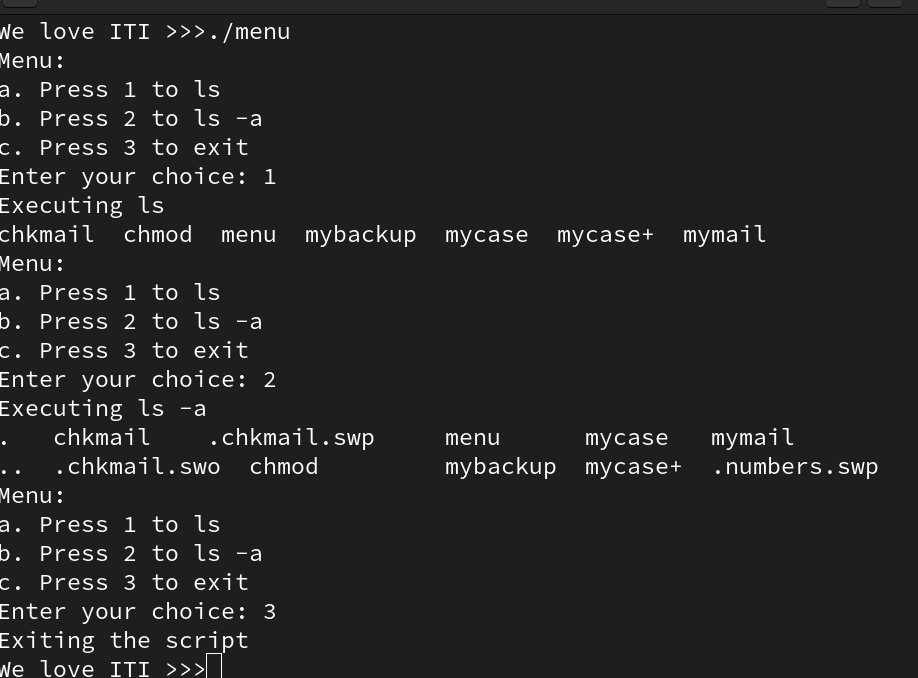 We love ITI >>>./menu
Menu:
a. Press 1 to ls
b. Press 2 to ls -a
c. Press 3 to exit
Enter your choice: 1
Executing ls
chkmail  chmod  menu  mybackup  mycase  mycase+  mymail
Menu:
a. Press 1 to ls
b. Press 2 to ls -a
c. Press 3 to exit
Enter your choice: 2
Executing ls -a
.   chkmail    .chkmail.swp     menu      mycase   mymail
..  .chkmail.swo  chmod         mybackup  mycase+  .numbers.swp
Menu:
a. Press 1 to ls
b. Press 2 to ls -a
c. Press 3 to exit
Enter your choice: 3
Exiting the script
We love ITI >>>